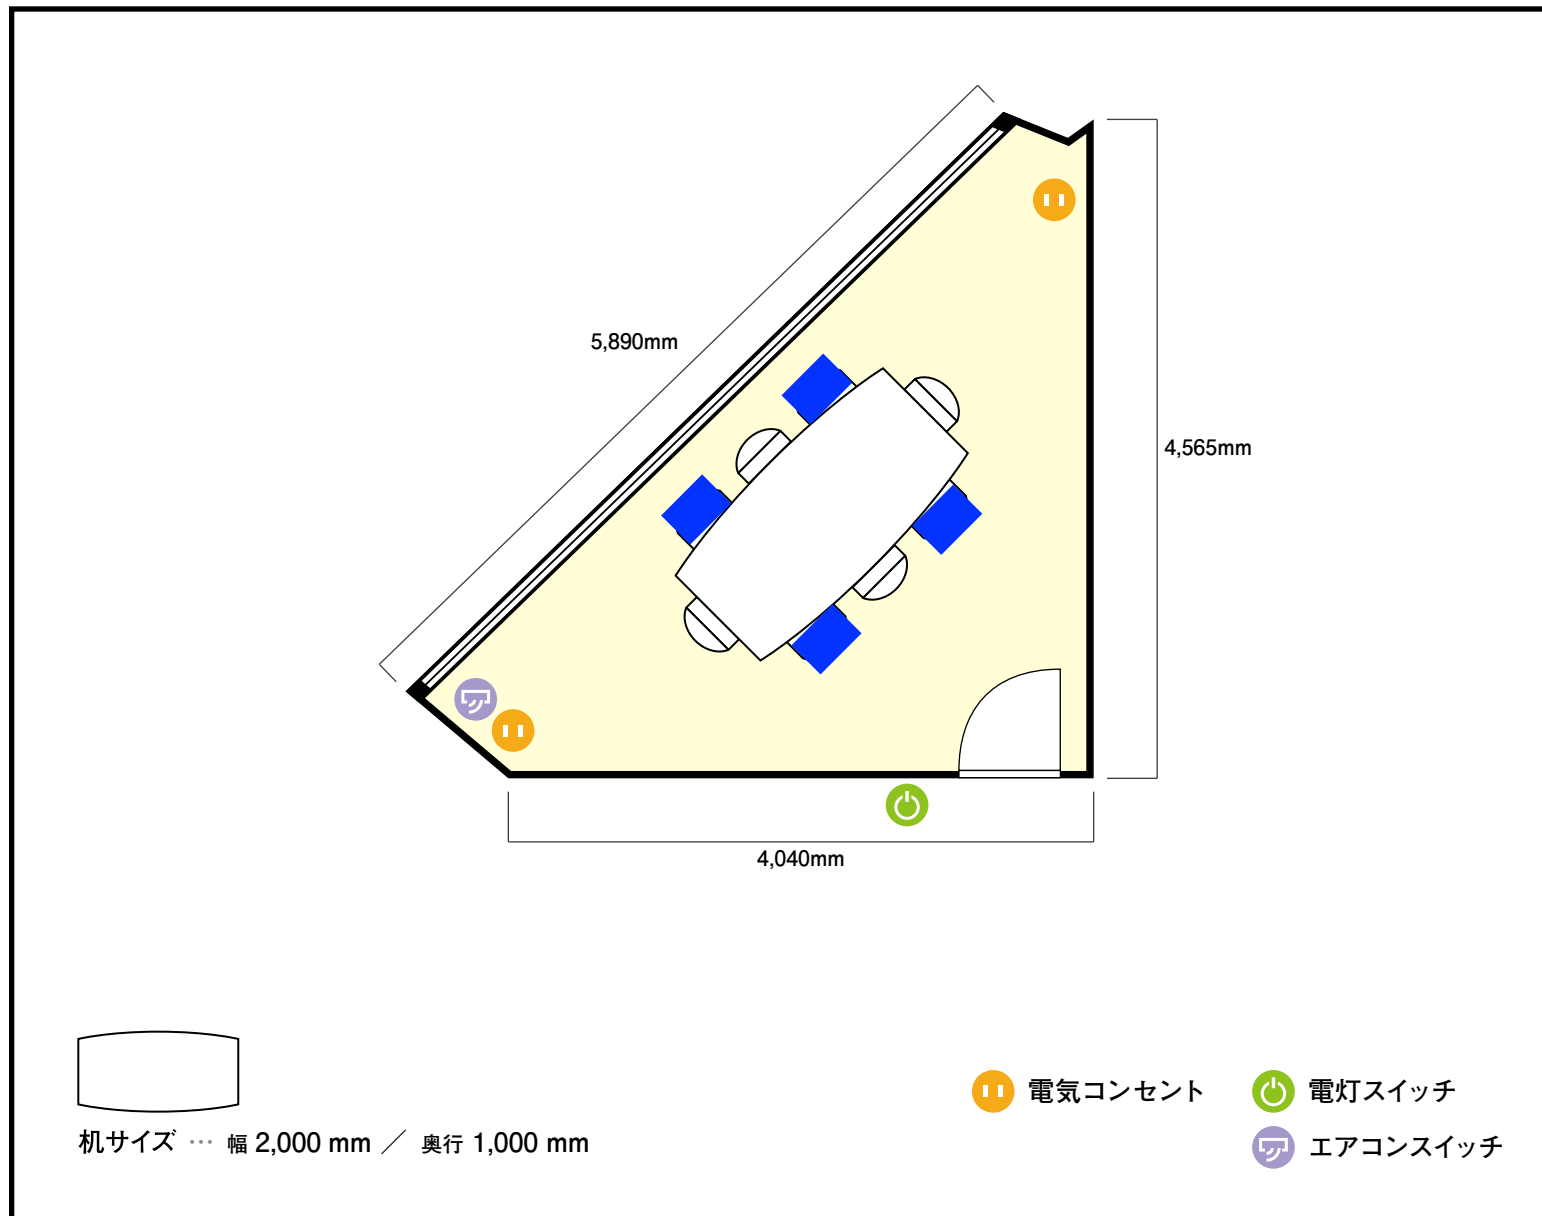 5,890mm
4,565mm
4,040mm
電気コンセント
電灯スイッチ
机サイズ … 幅 2,000 mm ／ 奥行 1,000 mm
エアコンスイッチ